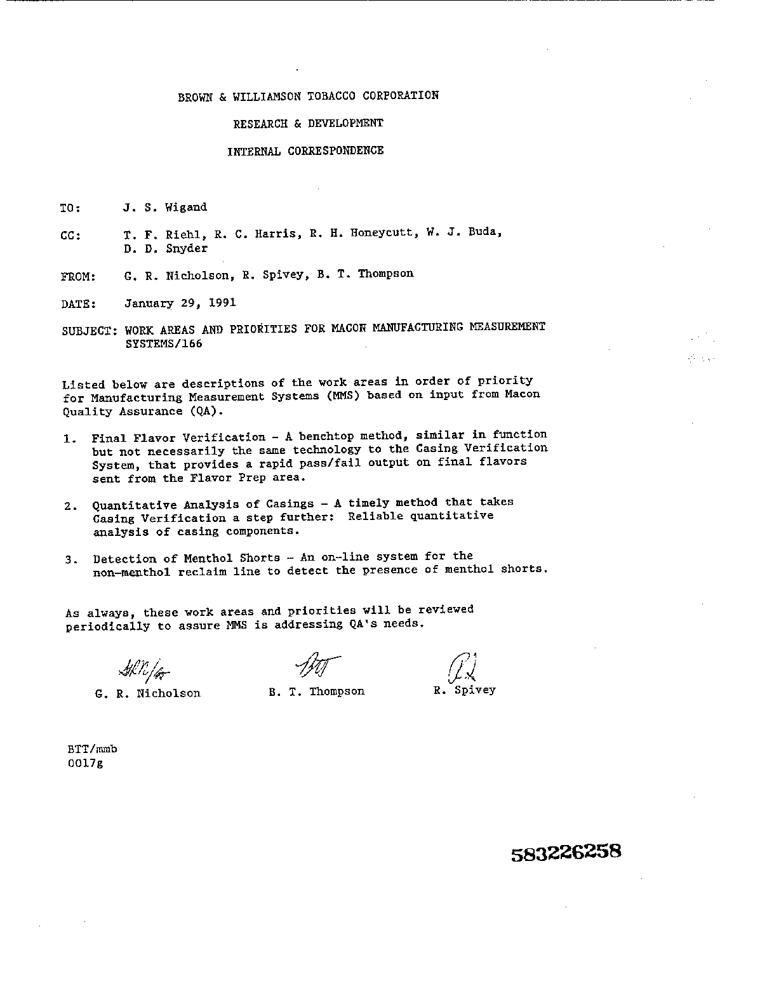 BROWN & WILLIAMSON TOBACCO CORPORATION
RESEARCH & DEVELOPMENT
INTERNAL CORRESPONDENCE
TO: J. S. Wigand
CC: T. F. Riehl, R. C. Harris, R. H. Honeycutt, W. J. Buda,
D. D. Snyder
FROM: G. R. Nicholson, R. Spivey, B. T. Thompson
DATE: January 29, 1991
SUBJECT: WORK AREAS AND PRIORITIES FOR MACON MANUFACTURING MEASUREMENT
SYSTEMS/166
Listed below are descriptions of the work areas in order of priority
for Manufacturing Measurement Systems (MMS) based on input from Macon
Quality Assurance (QA).
1. Final Flavor Verification - A benchtop method, similar in function
but not necessarily the same technology to the Casing Verification
System, that provides a rapid pass/fail output on final flavors
sent from the Flavor Prep area.
2. Quantitative Analysis of Casings - A timely method that takes
Casing Verification a step further: Reliable quantitative
analysis of casing components.
3. Detection of Menthol Shorts - An on-line system for the
non-menthol reclaim line to detect the presence of menthol shorts.
As always, these work areas and priorities will be reviewed
periodically to assure MMS is addressing QA's needs.
BTT
G. R. Nicholson B. T. Thompson R. Spivey
BTT/mmb
0017g
583226258